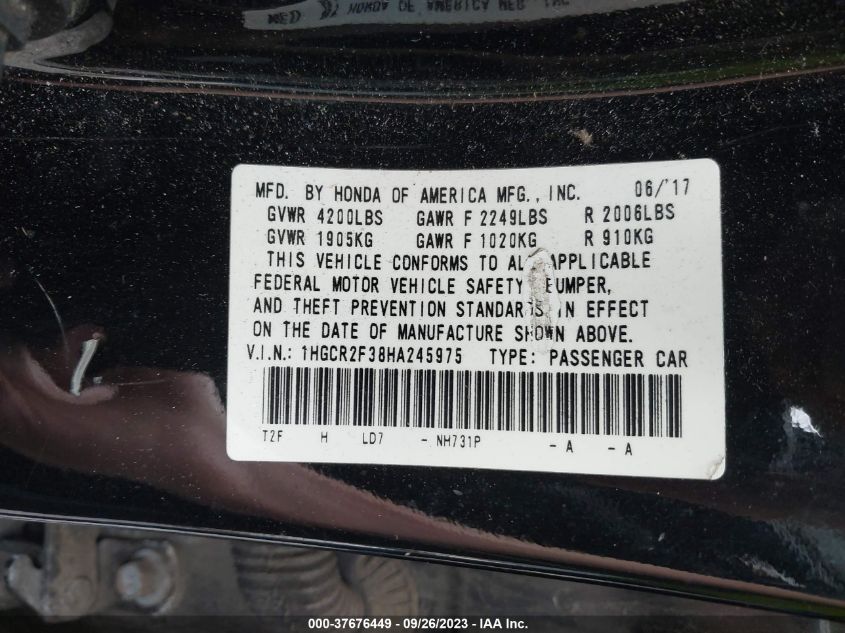 MFD. BY HONDA OF AMERICA MFG., INC. 06/'17
GVWR 4200LBS GAWR F 2249LBS R 2006LBS
GVWR 1905KG GAWR F 1020KG R 910KG
THIS VEHICLE CONFORMS TO APPLICABLE
FEDERAL MOTOR VEHICLE SAFETY BUMPER,
AND THEFT PREVENTION STANDARDS IN EFFECT
ON THE DATE OF MANUFACTURE SHOWN ABOVE.
V.I.N.: 1HGCR2F38HA245975 TYPE: PASSENGER CAR
T2F H LD7 - NH731P - A - A
000-37676449 - 09/26/2023 - IAA Inc.